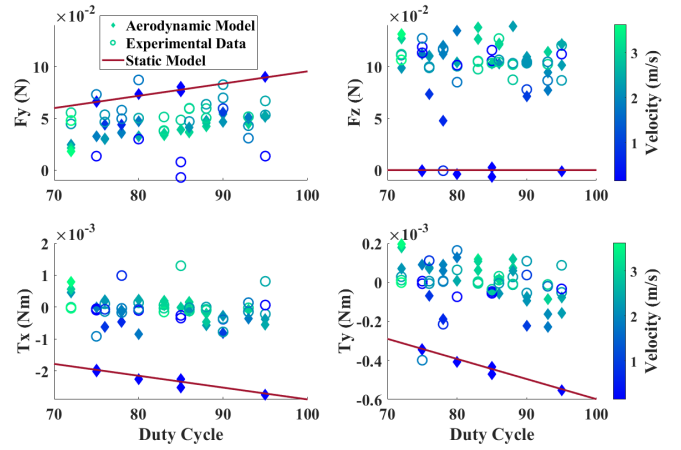 ×10⁻²
Aerodynamic Model
Experimental Data
Static Model
Fy (N)
10
5
0
70 80 90 100
×10⁻²
Fz (N)
10
5
0
70 80 90 100
3
2
1
Velocity (m/s)
×10⁻³
Tx (Nm)
2
1
0
-1
-2
70 80 90 100
Duty Cycle
×10⁻³
Ty (Nm)
0.2
0
-0.2
-0.4
-0.6
70 80 90 100
Duty Cycle
3
2
1
Velocity (m/s)